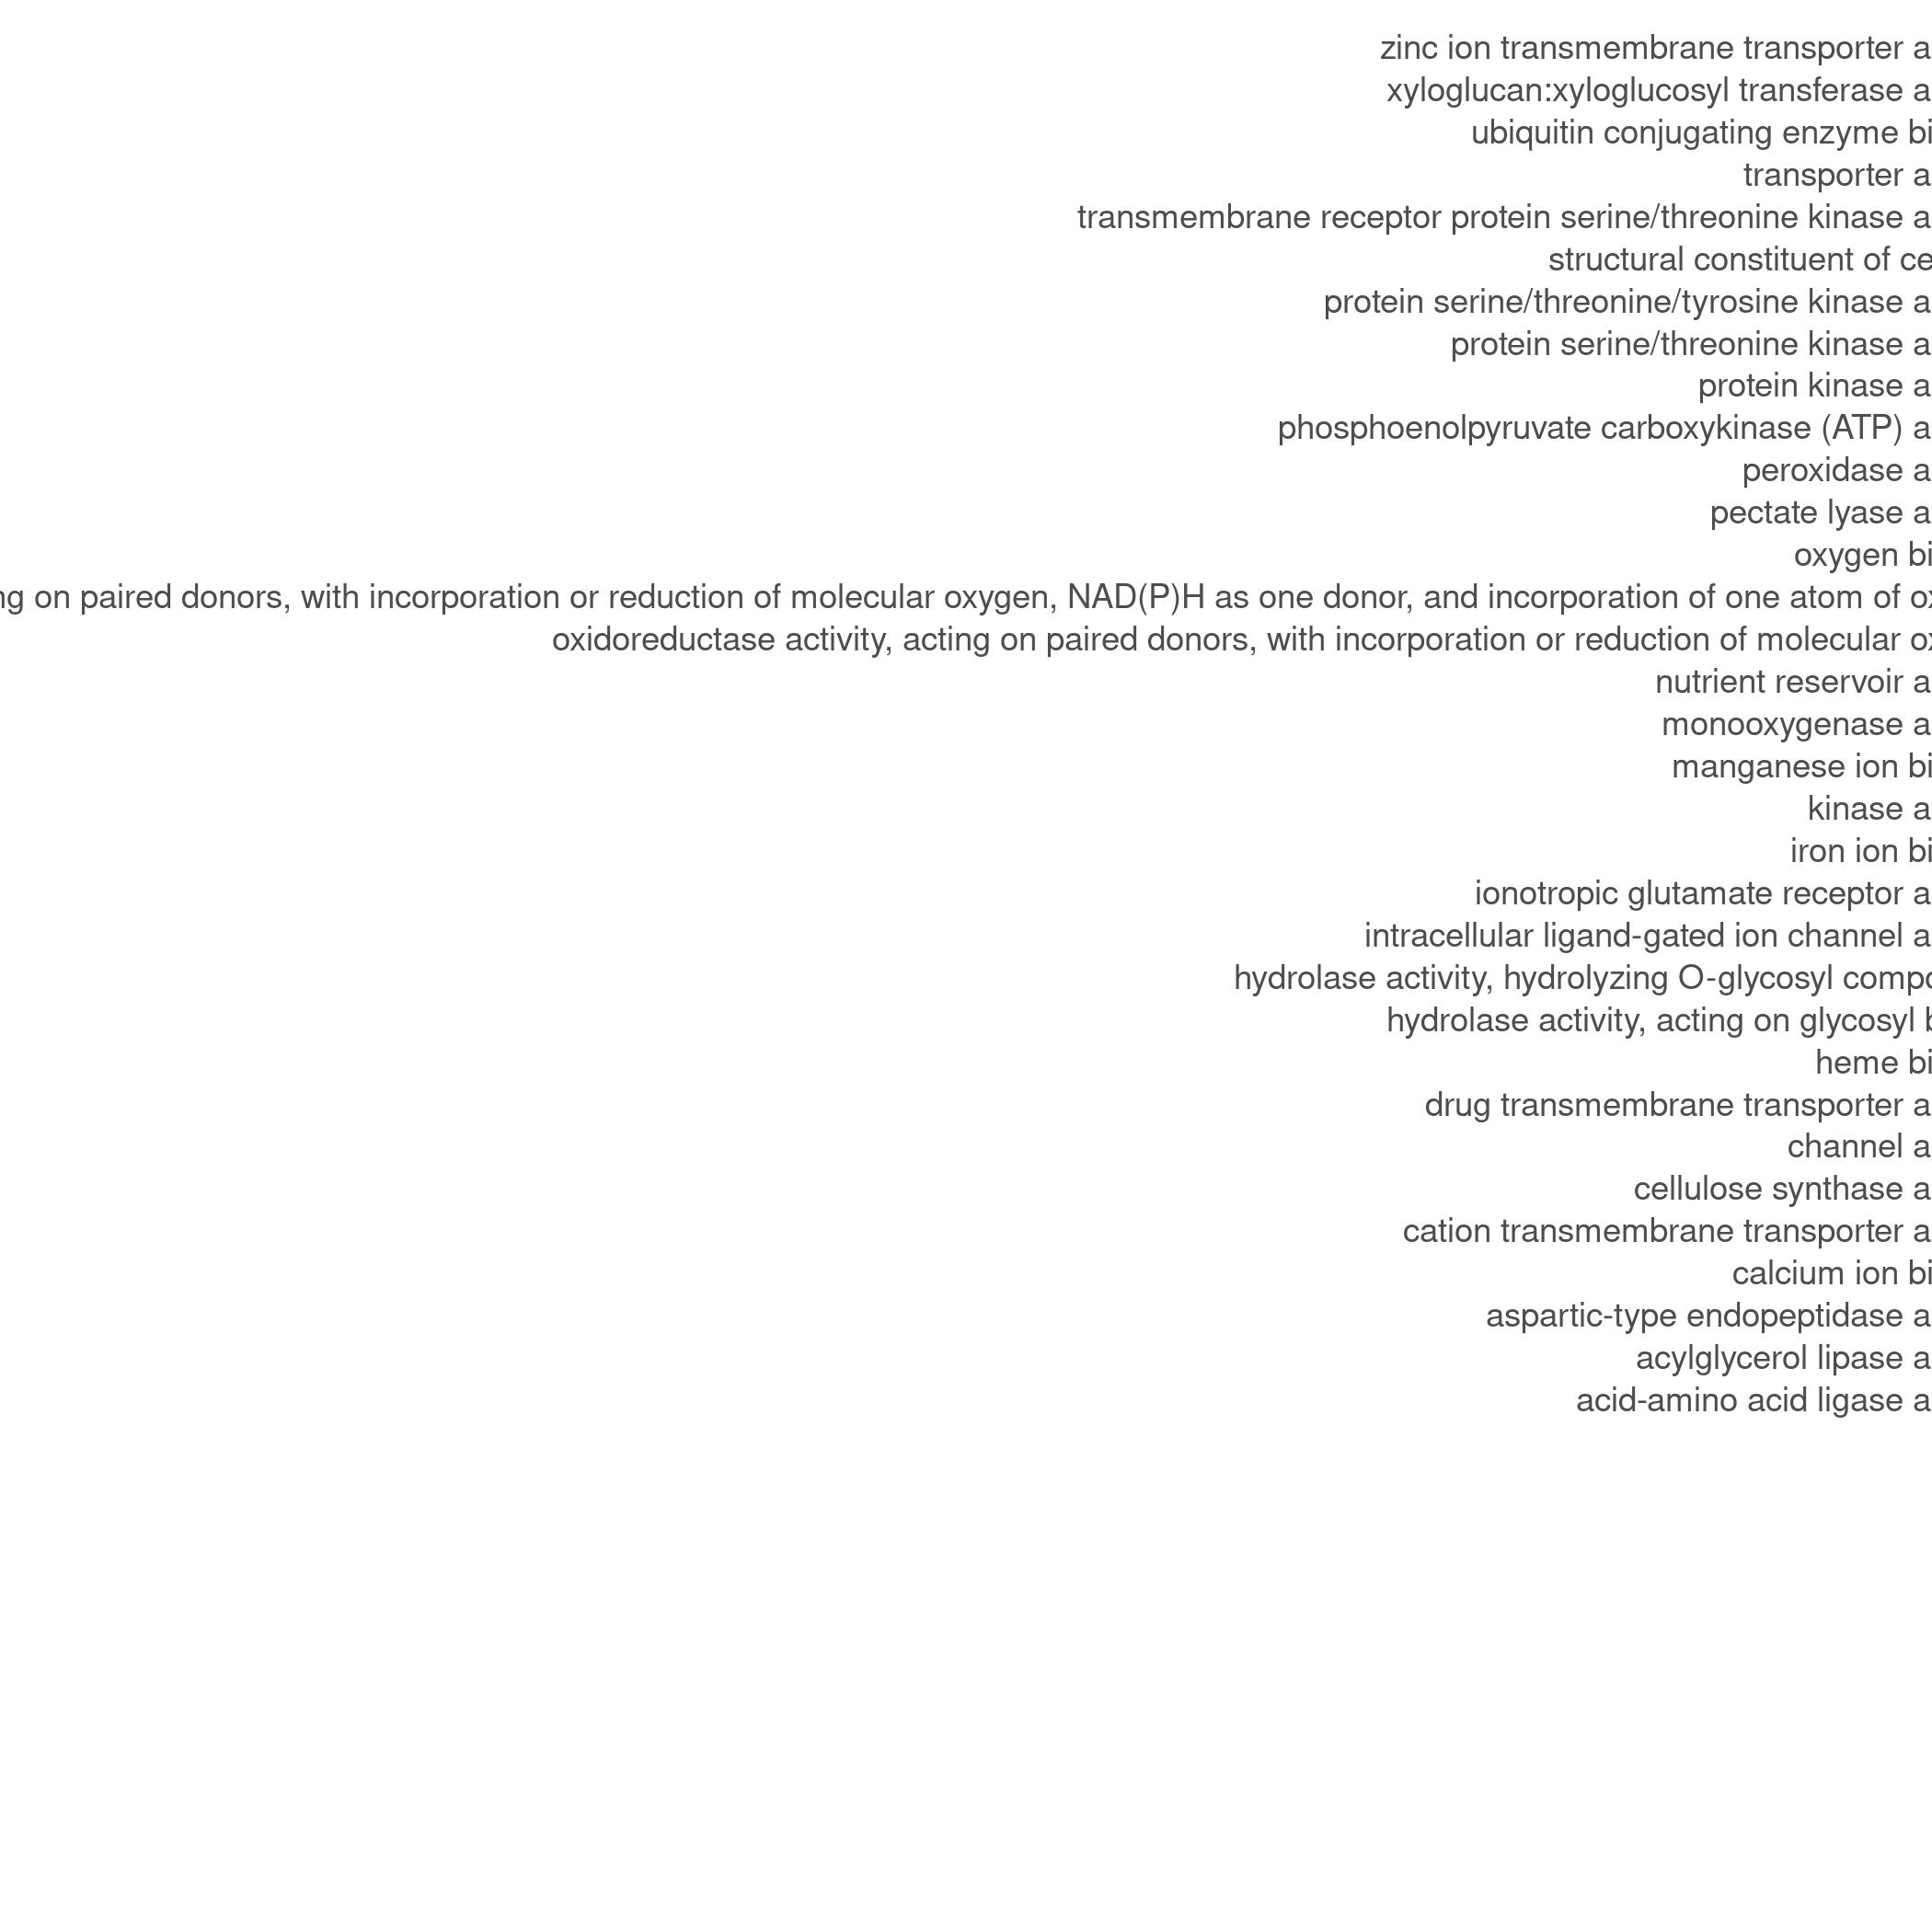 zinc ion transmembrane transporter a
xyloglucan:xyloglucosyl transferase a
ubiquitin conjugating enzyme bi
transporter a
transmembrane receptor protein serine/threonine kinase a
structural constituent of ce
protein serine/threonine/tyrosine kinase a
protein serine/threonine kinase a
protein kinase a
phosphoenolpyruvate carboxykinase (ATP) a
peroxidase a
pectate lyase a
oxygen bi
ng on paired donors, with incorporation or reduction of molecular oxygen, NAD(P)H as one donor, and incorporation of one atom of ox
oxidoreductase activity, acting on paired donors, with incorporation or reduction of molecular ox
nutrient reservoir a
monooxygenase a
manganese ion bi
kinase a
iron ion bi
ionotropic glutamate receptor a
intracellular ligand-gated ion channel a
hydrolase activity, hydrolyzing O-glycosyl compo
hydrolase activity, acting on glycosyl b
heme bi
drug transmembrane transporter a
channel a
cellulose synthase a
cation transmembrane transporter a
calcium ion bi
aspartic-type endopeptidase a
acylglycerol lipase a
acid-amino acid ligase a